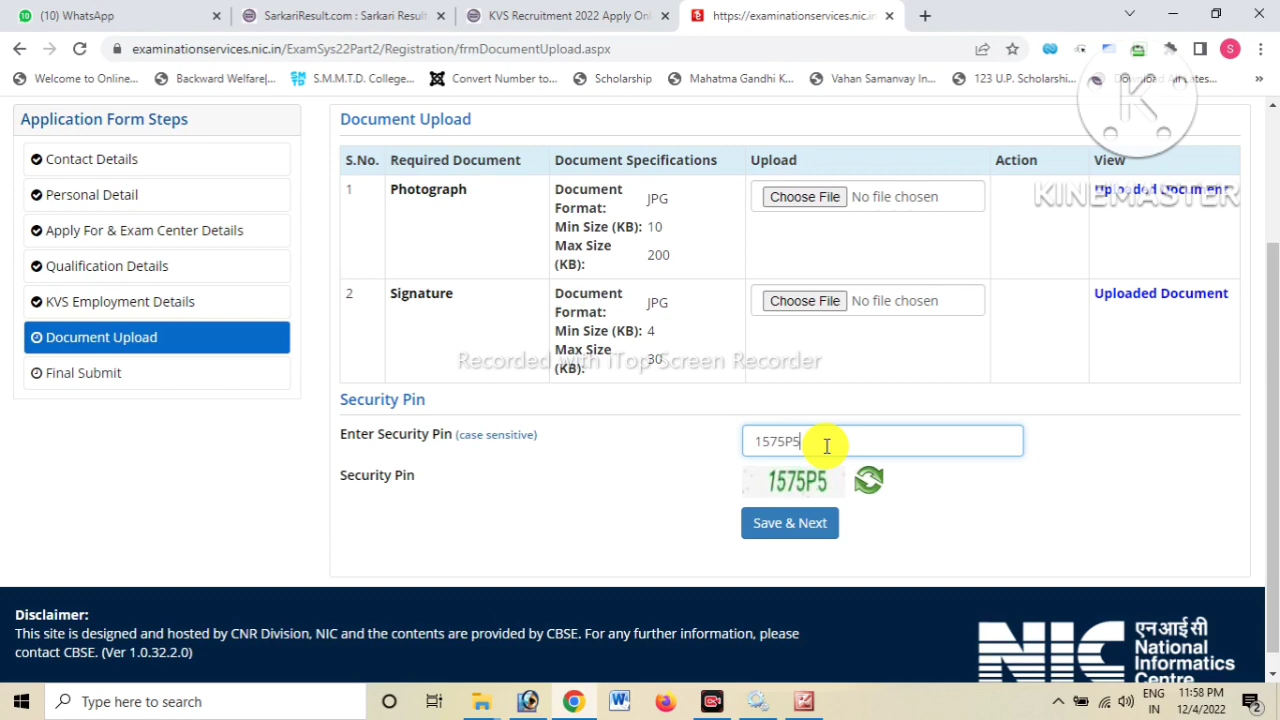 (10) WhatsApp
SarkariResult.com : Sarkari Result
KVS Recruitment 2022 Apply Onl
https://examinationservices.nic.in
examinationservices.nic.in/ExamSys22Part2/Registration/frmDocumentUpload.aspx
S
Welcome to Online...
Backward Welfare|...
S.M.M.T.D. College...
Convert Number to...
Scholarship
Mahatma Gandhi K...
Vahan Samanvay In...
123 U.P. Scholarshi...
K
KINEMASTER
Application Form Steps
Contact Details
Personal Detail
Apply For & Exam Center Details
Qualification Details
KVS Employment Details
Document Upload
Final Submit
Document Upload
S.No. Required Document Document Specifications Upload Action View
1 Photograph Document Format: JPG Choose File No file chosen Uploaded Document
Min Size (KB): 10
Max Size (KB): 200
2 Signature Document Format: JPG Choose File No file chosen Uploaded Document
Min Size (KB): 4
Max Size (KB): 30
Recorded with iTop Screen Recorder
Security Pin
Enter Security Pin (case sensitive) 1575P5
Security Pin 1575P5
Save & Next
Disclaimer:
This site is designed and hosted by CNR Division, NIC and the contents are provided by CBSE. For any further information, please
contact CBSE. (Ver 1.0.32.2.0)
NIC
एन आई सी
National
Informatics
Centre
Type here to search
ENG
IN
11:58 PM
12/4/2022
2